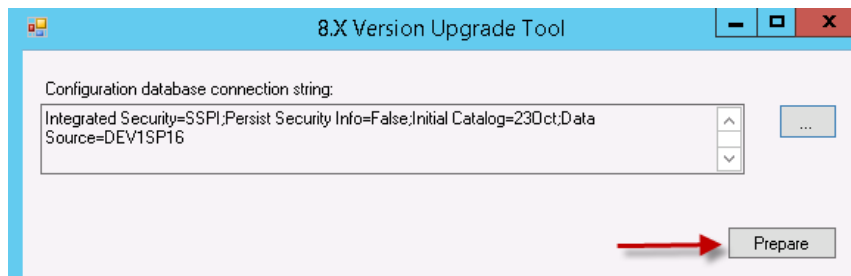 8.X Version Upgrade Tool
Configuration database connection string:
Integrated Security=SSPI;Persist Security Info=False;Initial Catalog=23Oct;Data
Source=DEV1SP16
...
Prepare